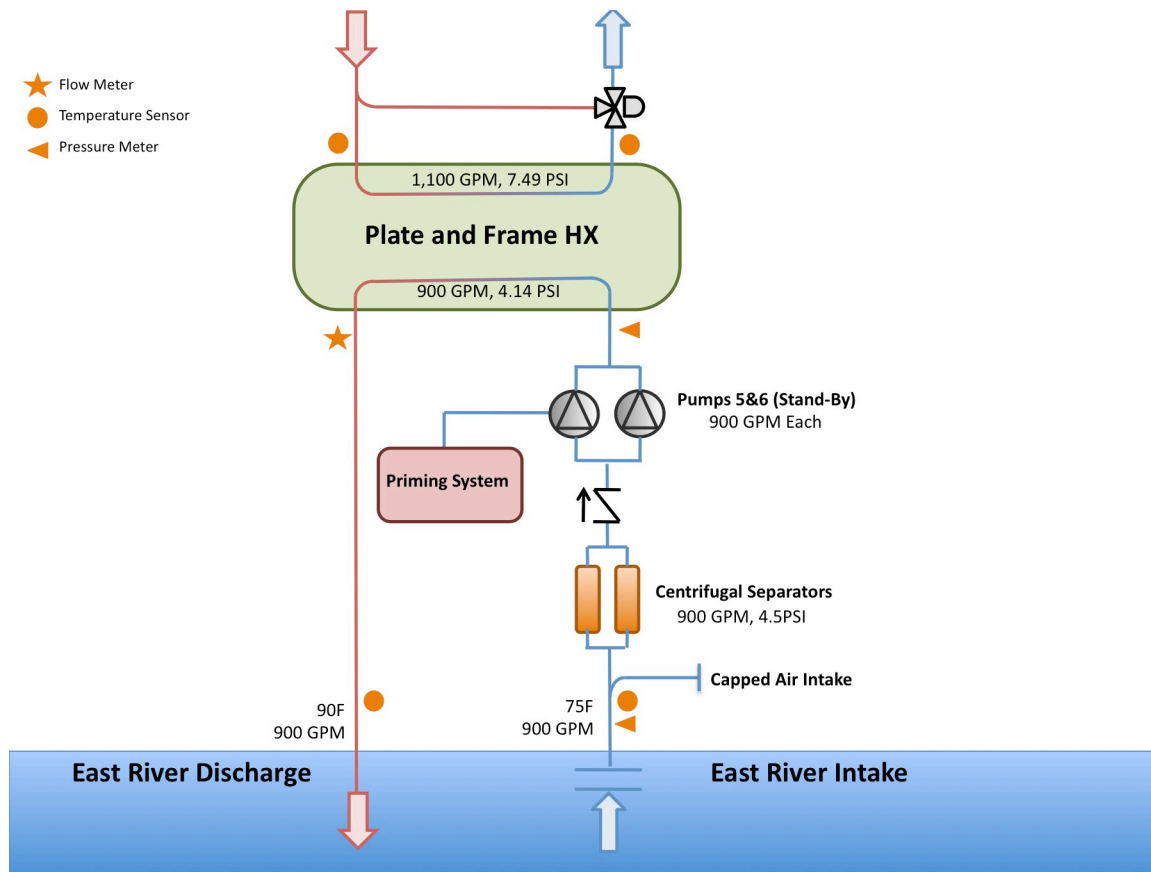 Flow Meter
Temperature Sensor
Pressure Meter
1,100 GPM, 7.49 PSI
Plate and Frame HX
900 GPM, 4.14 PSI
Pumps 5&6 (Stand-By)
900 GPM Each
Priming System
Centrifugal Separators
900 GPM, 4.5PSI
Capped Air Intake
90F
900 GPM
75F
900 GPM
East River Discharge
East River Intake